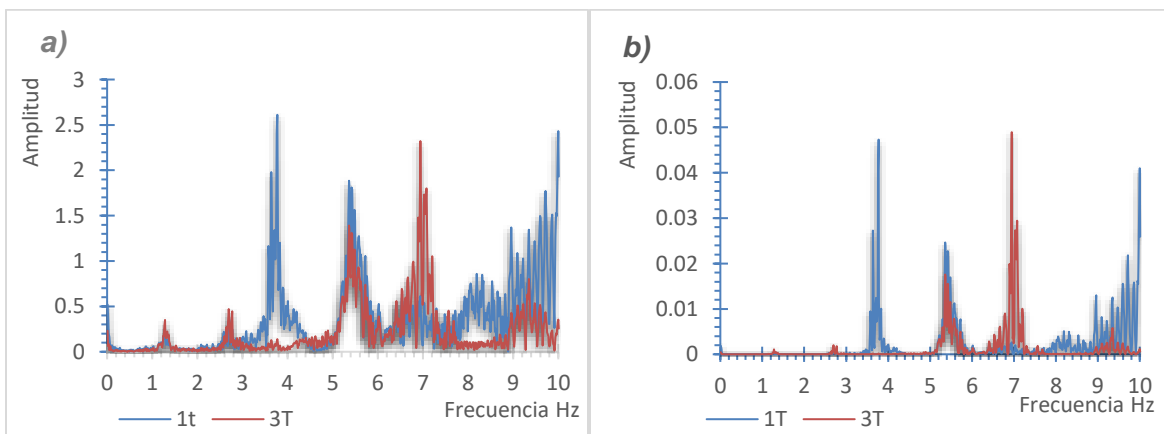 a)
Amplitud
3
2.5
2
1.5
1
0.5
0
0 1 2 3 4 5 6 7 8 9 10
Frecuencia Hz
1t 3T
b)
Amplitud
0.06
0.05
0.04
0.03
0.02
0.01
0
0 1 2 3 4 5 6 7 8 9 10
Frecuencia Hz
1T 3T